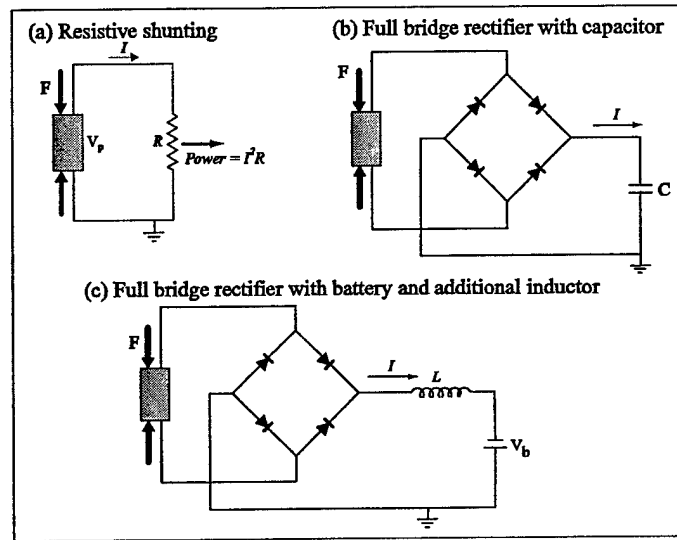 (a) Resistive shunting
I
F
V_p
R
Power = I²R
(b) Full bridge rectifier with capacitor
F
I
C
(c) Full bridge rectifier with battery and additional inductor
F
I
L
V_b